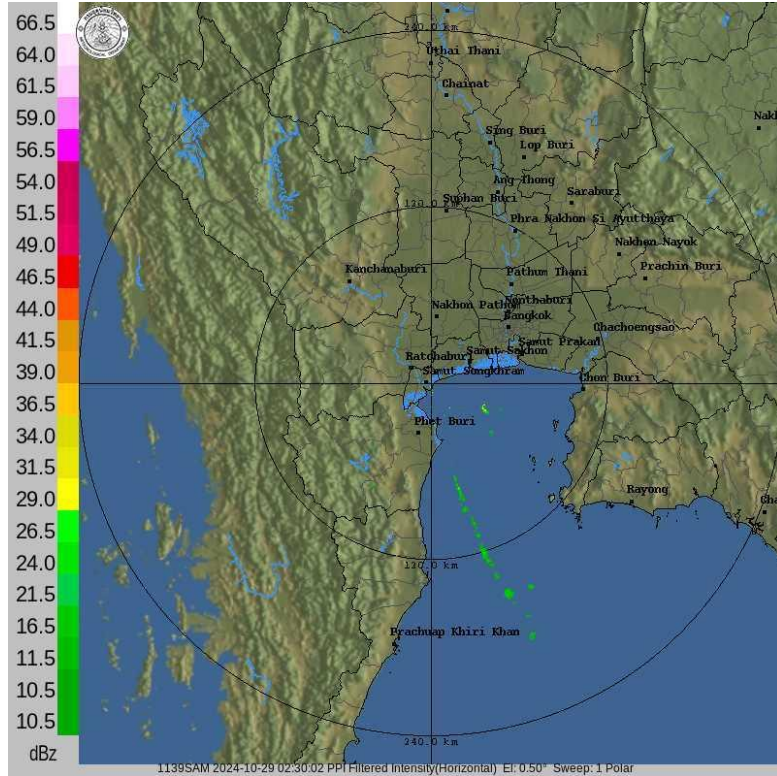 66.5
64.0
61.5
59.0
56.5
54.0
51.5
49.0
46.5
44.0
41.5
39.0
36.5
34.0
31.5
29.0
26.5
24.0
21.5
16.5
11.5
10.5
10.5
dBz
240.0 km
Uthai Thani
Chainat
Sing Buri
Lop Buri
Ang Thong
Saraburi
Suphan Buri
120.0 km
Phra Nakhon Si Ayutthaya
Nakhon Nayok
Kanchanaburi
Pathum Thani
Prachin Buri
Nonthaburi
Nakhon Pathom
Bangkok
Chachoengsao
Samut Prakan
Samut Sakhon
Ratchaburi
Samut Songkhram
Chon Buri
Phet Buri
Rayong
120.0 km
Prachuap Khiri Khan
240.0 km
1139SAM 2024-10-29 02:30:02 PPI Filtered Intensity(Horizontal) El: 0.50° Sweep: 1 Polar